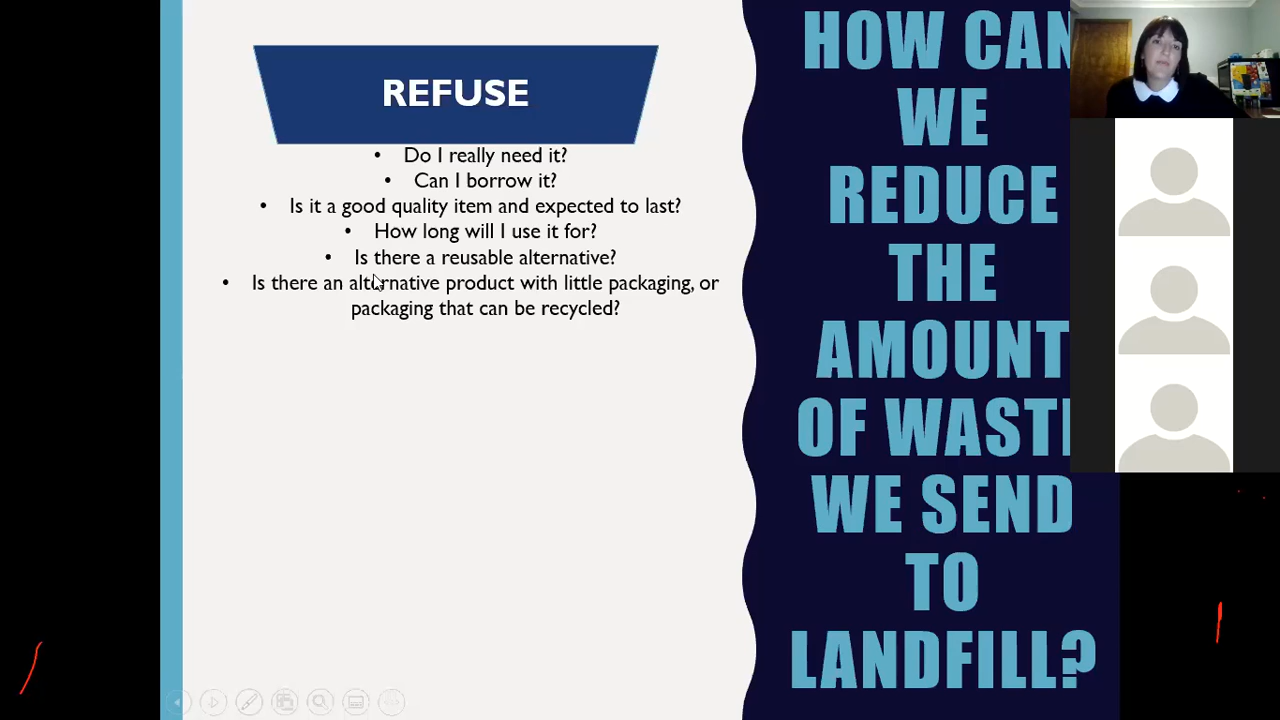 REFUSE
• Do I really need it?
• Can I borrow it?
• Is it a good quality item and expected to last?
• How long will I use it for?
• Is there a reusable alternative?
• Is there an alternative product with little packaging, or
packaging that can be recycled?
HOW CAN
WE
REDUCE
THE
AMOUNT
OF WASTE
WE SEND
TO
LANDFILL?